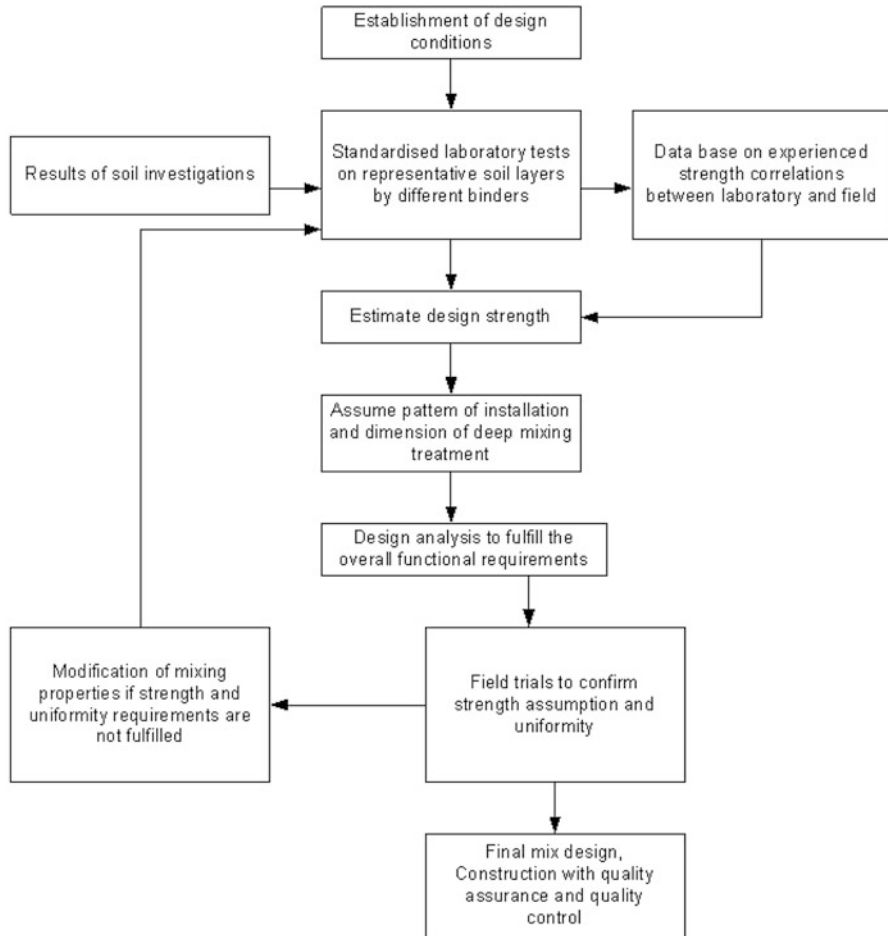 Establishment of design
conditions
Results of soil investigations
Standardised laboratory tests
on representative soil layers
by different binders
Data base on experienced
strength correlations
between laboratory and field
Estimate design strength
Assume pattern of installation
and dimension of deep mixing
treatment
Design analysis to fulfill the
overall functional requirements
Modification of mixing
properties if strength and
uniformity requirements are
not fulfilled
Field trials to confirm
strength assumption and
uniformity
Final mix design,
Construction with quality
assurance and quality
control